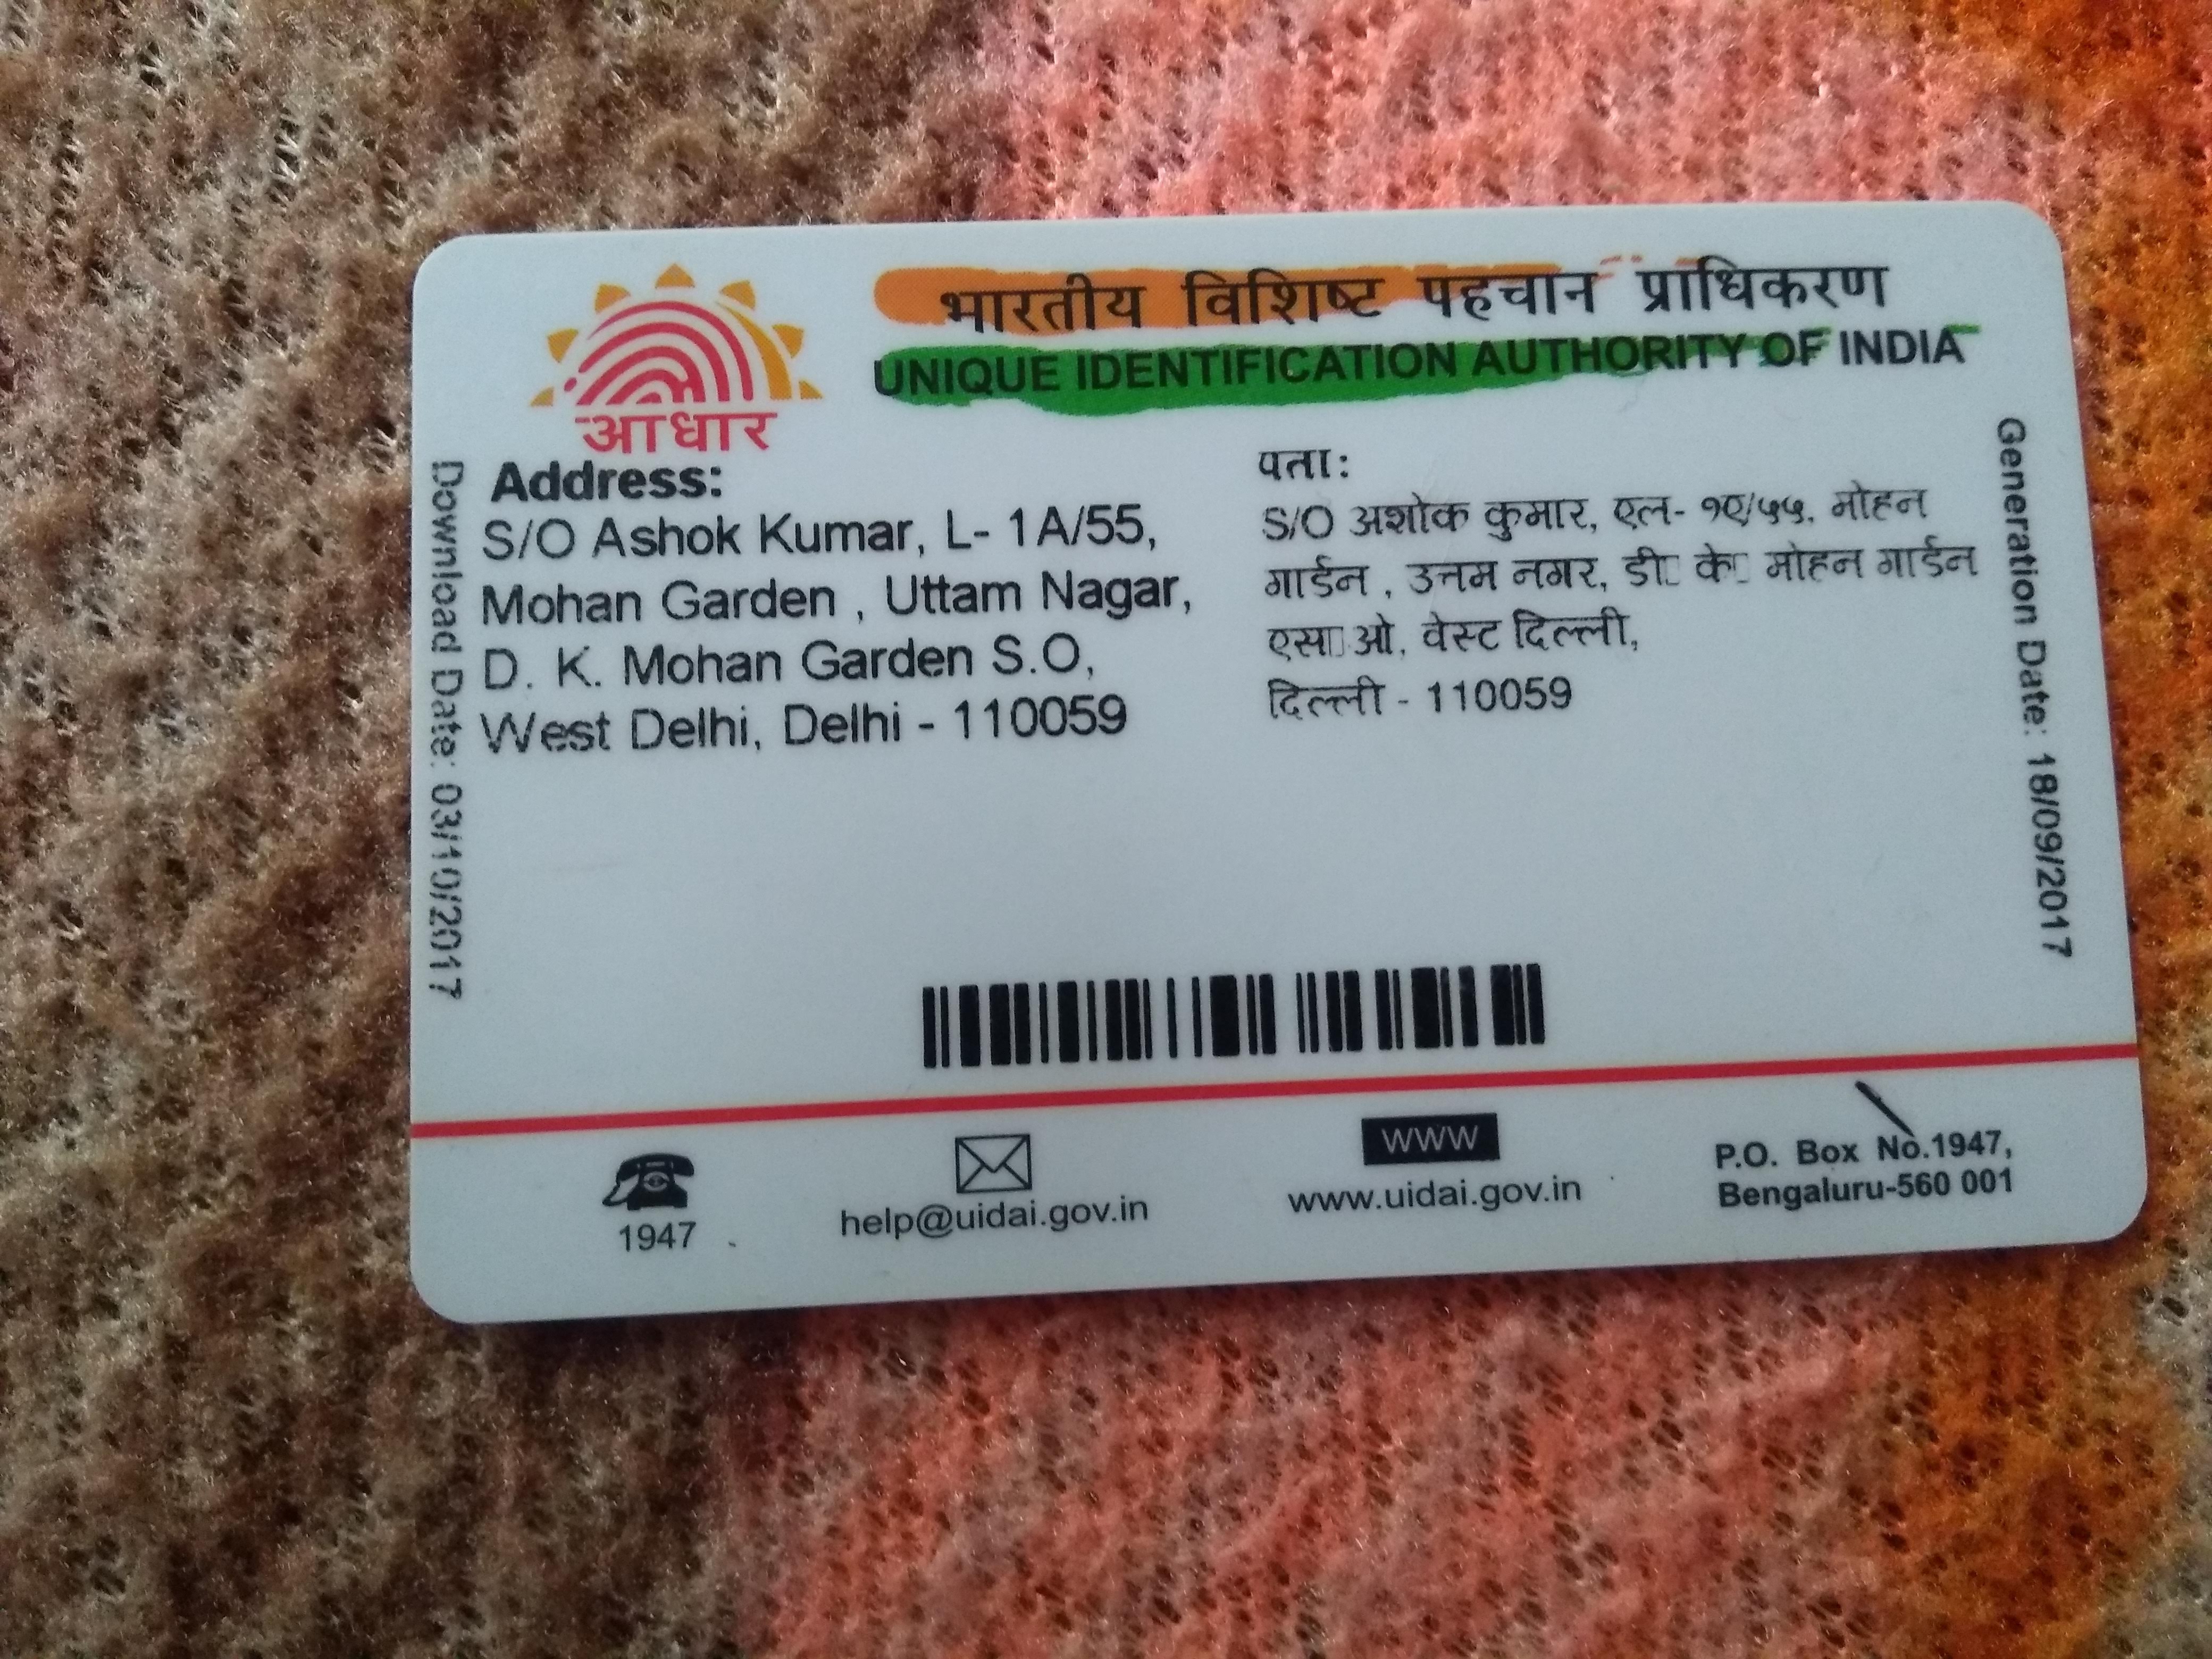 भारतीय विशिष्ट पहचान प्राधिकरण
UNIQUE IDENTIFICATION AUTHORITY OF INDIA
आधार
Address:
S/O Ashok Kumar, L- 1A/55,
Mohan Garden , Uttam Nagar,
D. K. Mohan Garden S.O,
West Delhi, Delhi - 110059
पता:
S/O अशोक कुमार, एल- १ए/५५, मोहन
गार्डन , उत्तम नगर, डी॒ के॒ मोहन गार्डन
एस॒ ओ, वेस्ट दिल्ली,
दिल्ली - 110059
Download Date: 03/10/2017
Generation Date: 18/09/2017
1947
help@uidai.gov.in
WWW
www.uidai.gov.in
P.O. Box No.1947,
Bengaluru-560 001